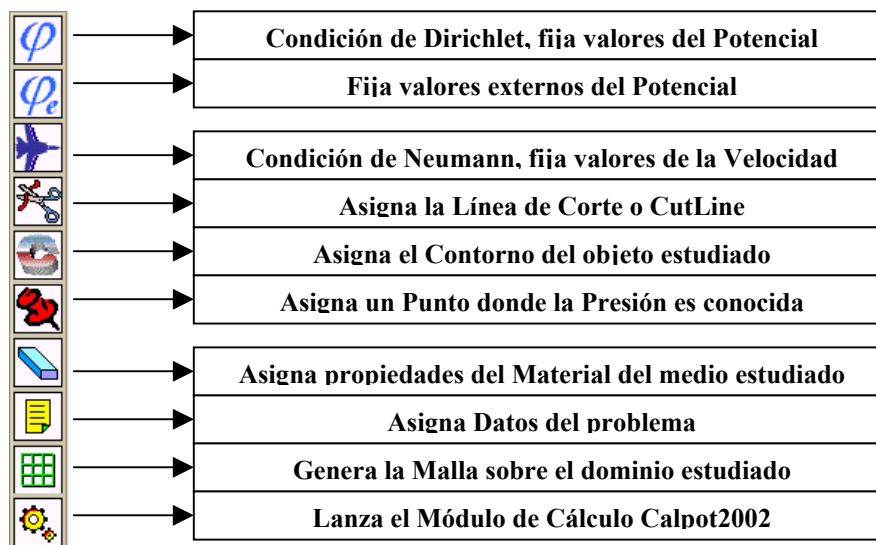 φ
Condición de Dirichlet, fija valores del Potencial
φe
Fija valores externos del Potencial
Condición de Neumann, fija valores de la Velocidad
Asigna la Línea de Corte o CutLine
Asigna el Contorno del objeto estudiado
Asigna un Punto donde la Presión es conocida
Asigna propiedades del Material del medio estudiado
Asigna Datos del problema
Genera la Malla sobre el dominio estudiado
Lanza el Módulo de Cálculo Calpot2002